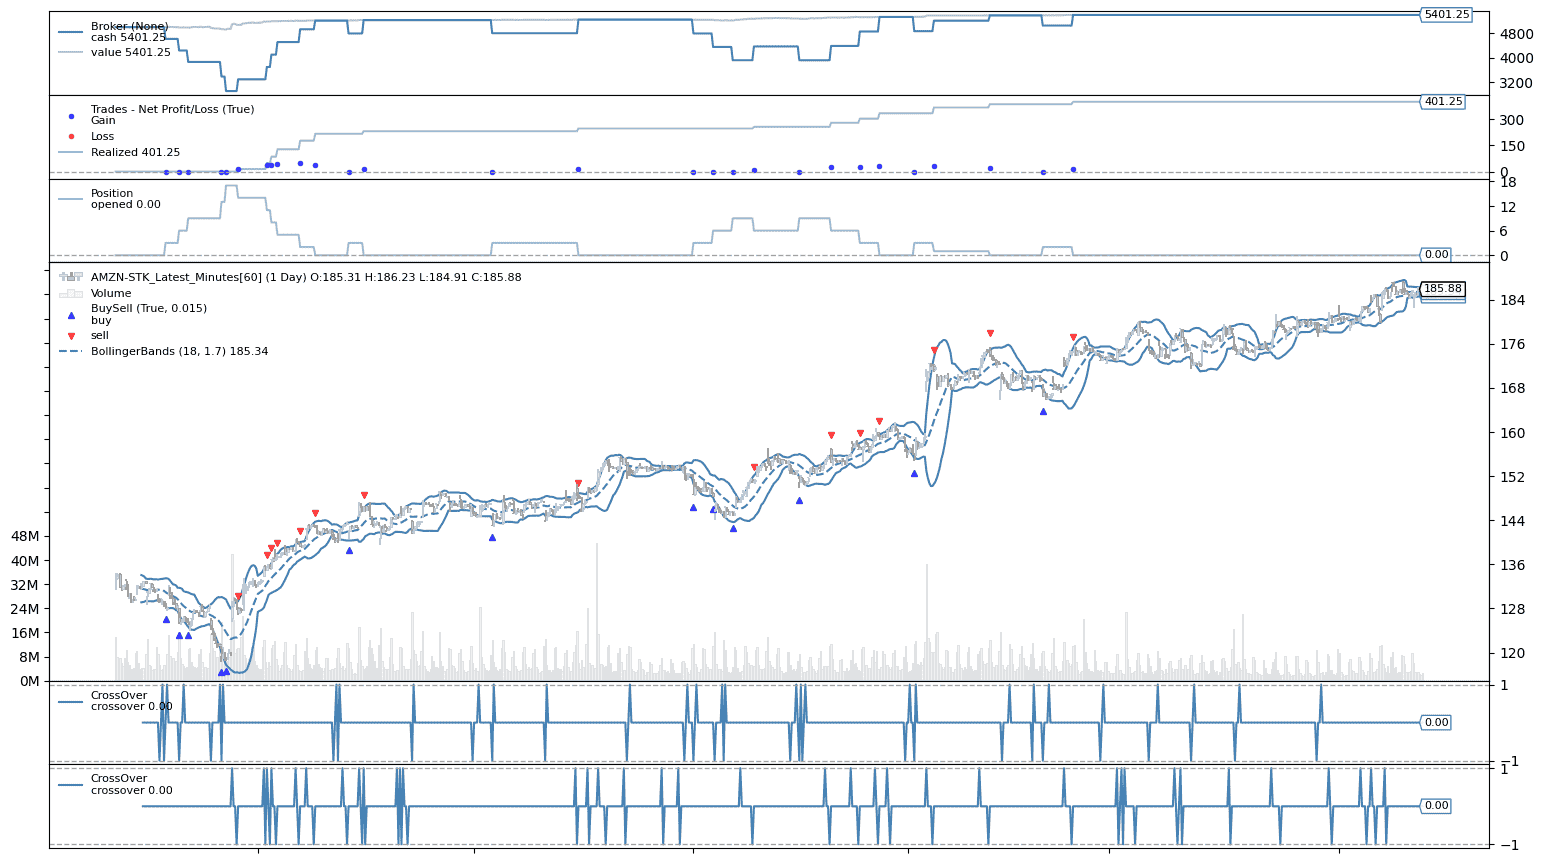 Broker (None)
cash 5401.25
value 5401.25
5401.25
4800
4000
3200
Trades - Net Profit/Loss (True)
Gain
Loss
Realized 401.25
401.25
300
150
0
Position
opened 0.00
18
12
6
0
0.00
AMZN-STK_Latest_Minutes[60] (1 Day) O:185.31 H:186.23 L:184.91 C:185.88
Volume
BuySell (True, 0.015)
buy
sell
BollingerBands (18, 1.7) 185.34
185.88
184
176
168
160
152
144
136
128
120
48M
40M
32M
24M
16M
8M
0M
CrossOver
crossover 0.00
1
0.00
−1
CrossOver
crossover 0.00
1
0.00
−1